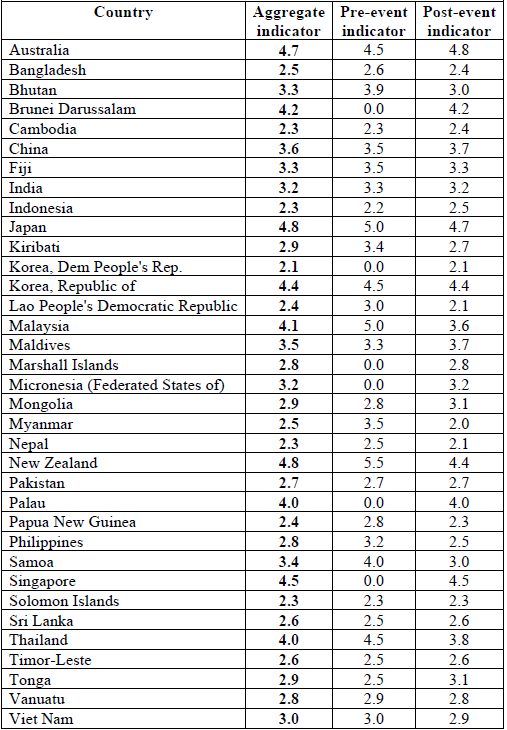 Country Aggregate indicator Pre-event indicator Post-event indicator
Australia 4.7 4.5 4.8
Bangladesh 2.5 2.6 2.4
Bhutan 3.3 3.9 3.0
Brunei Darussalam 4.2 0.0 4.2
Cambodia 2.3 2.3 2.4
China 3.6 3.5 3.7
Fiji 3.3 3.5 3.3
India 3.2 3.3 3.2
Indonesia 2.3 2.2 2.5
Japan 4.8 5.0 4.7
Kiribati 2.9 3.4 2.7
Korea, Dem People's Rep. 2.1 0.0 2.1
Korea, Republic of 4.4 4.5 4.4
Lao People's Democratic Republic 2.4 3.0 2.1
Malaysia 4.1 5.0 3.6
Maldives 3.5 3.3 3.7
Marshall Islands 2.8 0.0 2.8
Micronesia (Federated States of) 3.2 0.0 3.2
Mongolia 2.9 2.8 3.1
Myanmar 2.5 3.5 2.0
Nepal 2.3 2.5 2.1
New Zealand 4.8 5.5 4.4
Pakistan 2.7 2.7 2.7
Palau 4.0 0.0 4.0
Papua New Guinea 2.4 2.8 2.3
Philippines 2.8 3.2 2.5
Samoa 3.4 4.0 3.0
Singapore 4.5 0.0 4.5
Solomon Islands 2.3 2.3 2.3
Sri Lanka 2.6 2.5 2.6
Thailand 4.0 4.5 3.8
Timor-Leste 2.6 2.5 2.6
Tonga 2.9 2.5 3.1
Vanuatu 2.8 2.9 2.8
Viet Nam 3.0 3.0 2.9